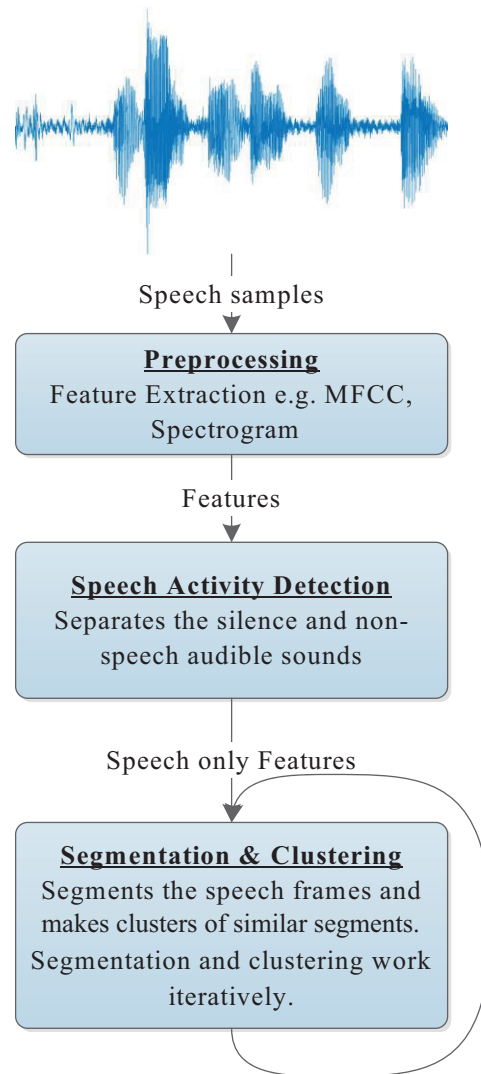 Speech samples
Preprocessing
Feature Extraction e.g. MFCC,
Spectrogram
Features
Speech Activity Detection
Separates the silence and non-
speech audible sounds
Speech only Features
Segmentation & Clustering
Segments the speech frames and
makes clusters of similar segments.
Segmentation and clustering work
iteratively.